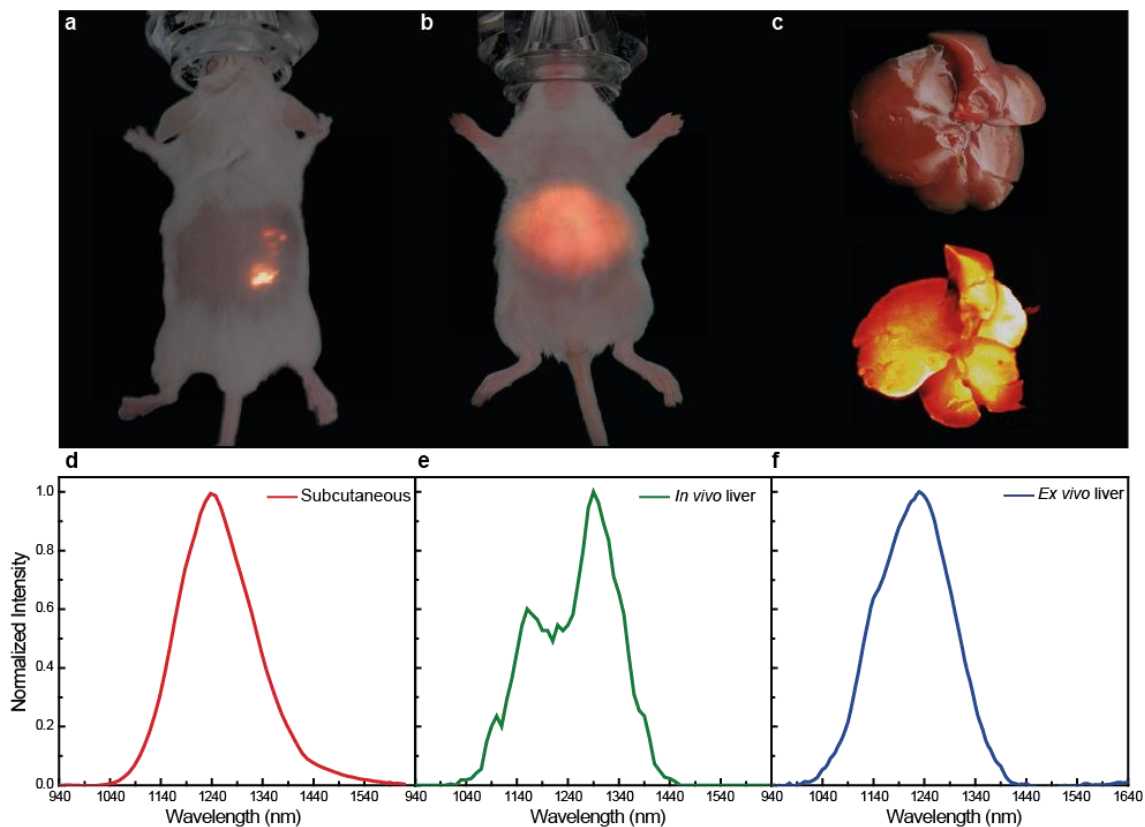 a
b
c
d
e
f
Normalized Intensity
1.0
0.8
0.6
0.4
0.2
0.0
Subcutaneous
In vivo liver
Ex vivo liver
940 1040 1140 1240 1340 1440 1540 940 1040 1140 1240 1340 1440 1540 940 1040 1140 1240 1340 1440 1540 1640
Wavelength (nm) Wavelength (nm) Wavelength (nm)